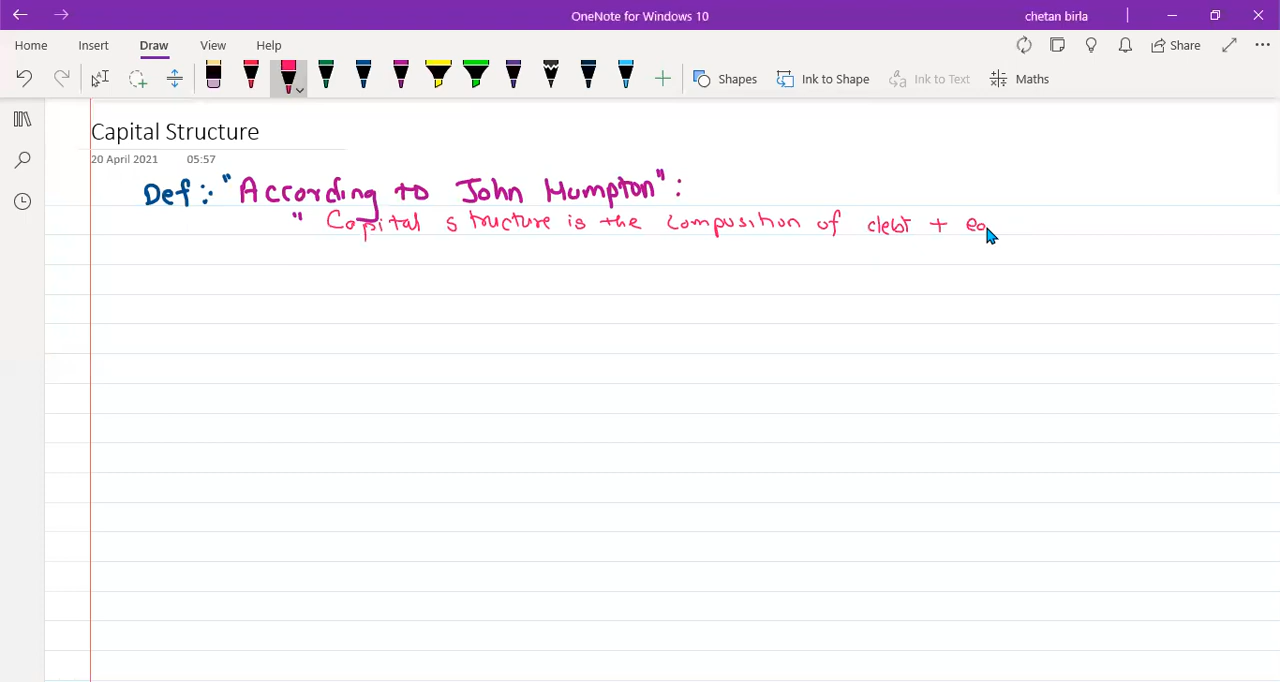 OneNote for Windows 10
chetan birla
Home Insert Draw View Help
Share
Shapes Ink to Shape Ink to Text Maths
Capital Structure
20 April 2021 05:57
Def :- "According to John Humpton" :
" Capital structure is the composition of debt + eq